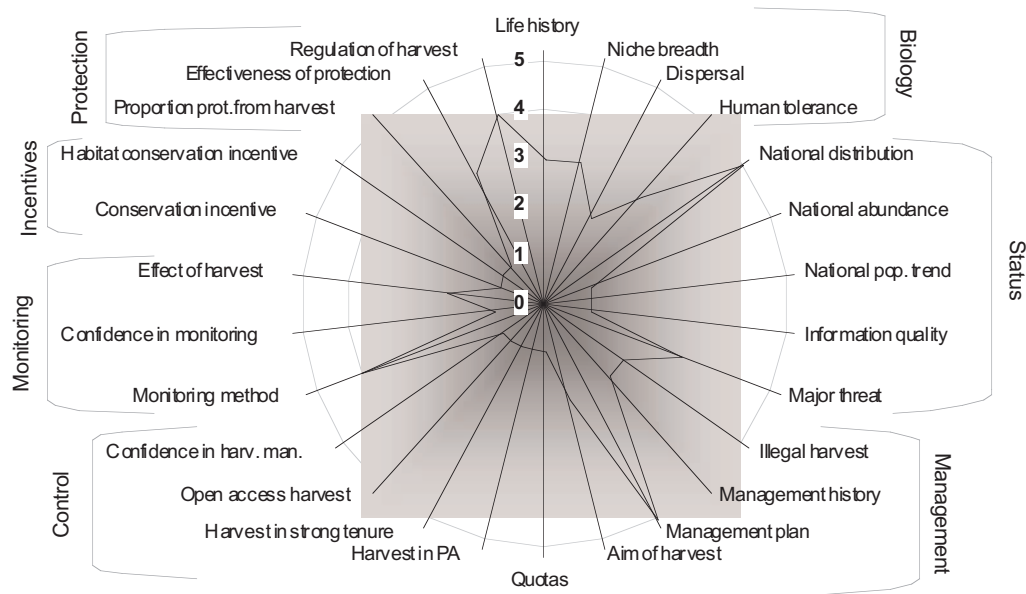 Life history
Niche breadth
Dispersal
Human tolerance
Biology
National distribution
National abundance
National pop. trend
Information quality
Major threat
Status
Illegal harvest
Management history
Management plan
Aim of harvest
Management
Quotas
Harvest in PA
Harvest in strong tenure
Open access harvest
Confidence in harv. man.
Control
Monitoring method
Confidence in monitoring
Effect of harvest
Monitoring
Conservation incentive
Habitat conservation incentive
Incentives
Proportion prot. from harvest
Effectiveness of protection
Regulation of harvest
Protection
5
4
3
2
1
0